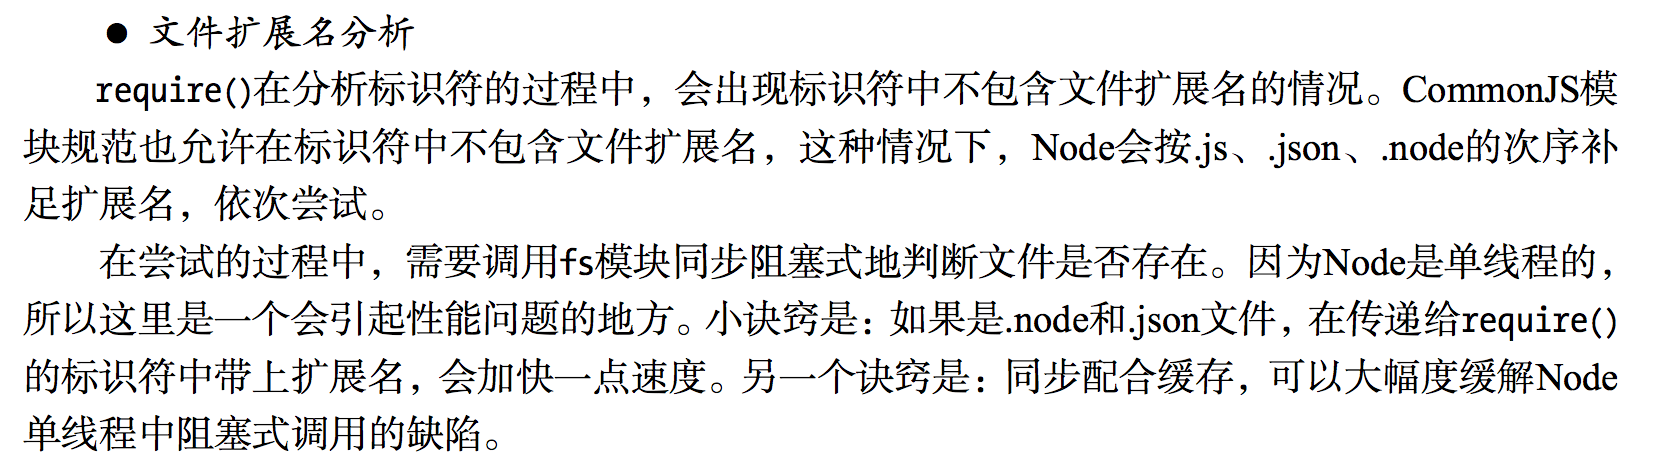 ● 文件扩展名分析
require()在分析标识符的过程中，会出现标识符中不包含文件扩展名的情况。CommonJS模
块规范也允许在标识符中不包含文件扩展名，这种情况下，Node会按.js、.json、.node的次序补
足扩展名，依次尝试。
在尝试的过程中，需要调用fs模块同步阻塞式地判断文件是否存在。因为Node是单线程的，
所以这里是一个会引起性能问题的地方。小诀窍是：如果是.node和.json文件，在传递给require()
的标识符中带上扩展名，会加快一点速度。另一个诀窍是：同步配合缓存，可以大幅度缓解Node
单线程中阻塞式调用的缺陷。